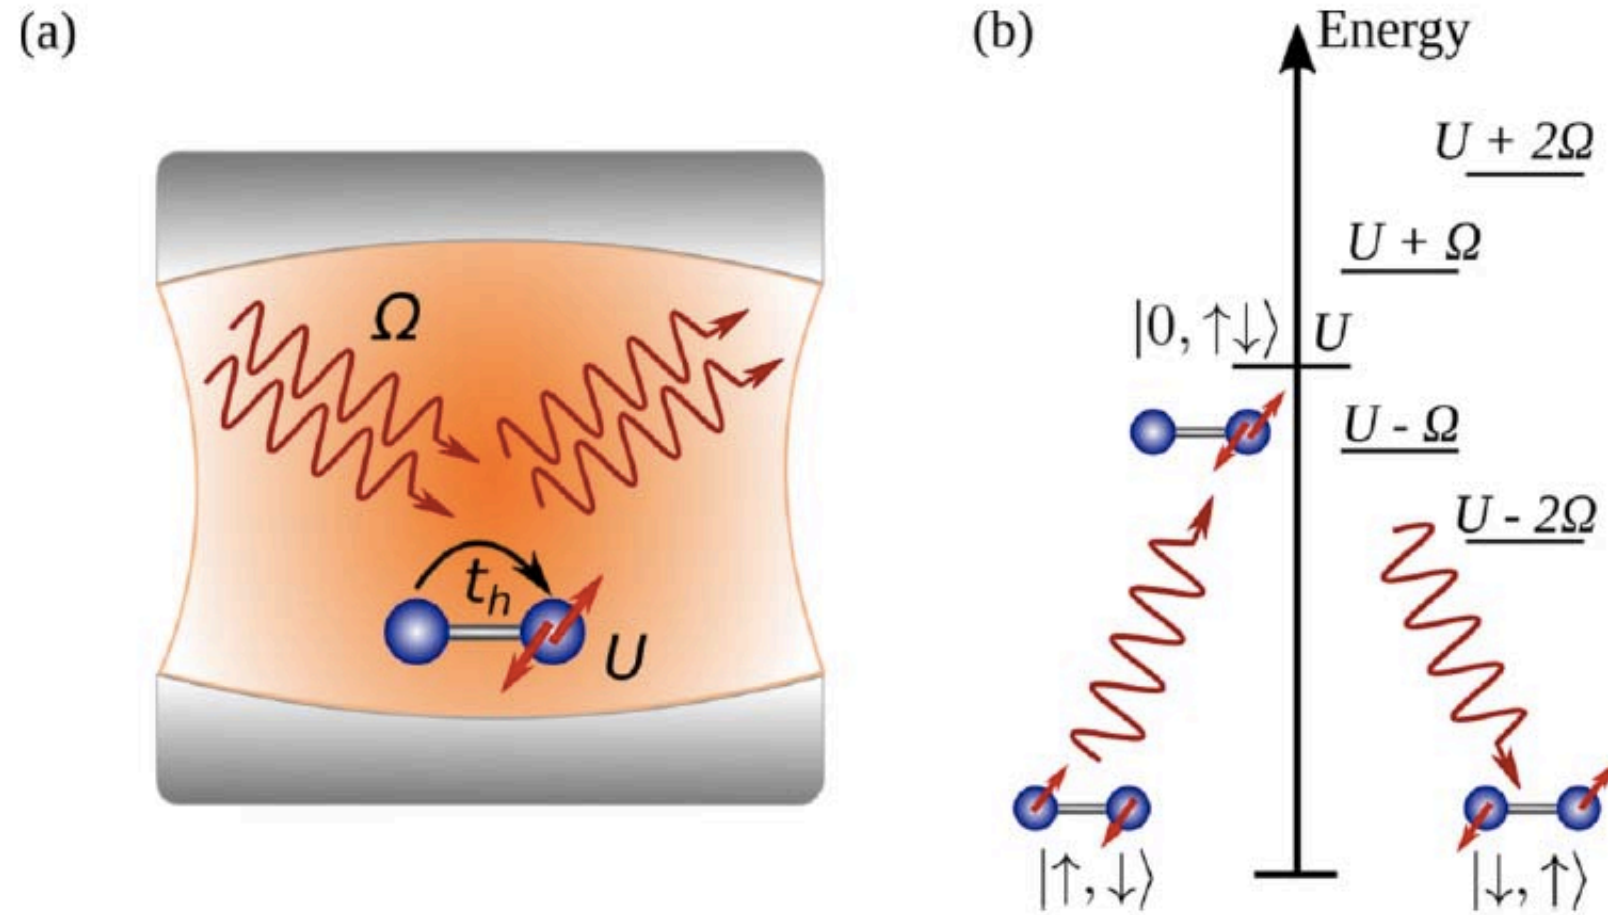 (a)
Ω
t_h
U
(b)
Energy
U + 2Ω
U + Ω
|0, ↑↓⟩ U
U - Ω
U - 2Ω
|↑, ↓⟩
|↓, ↑⟩